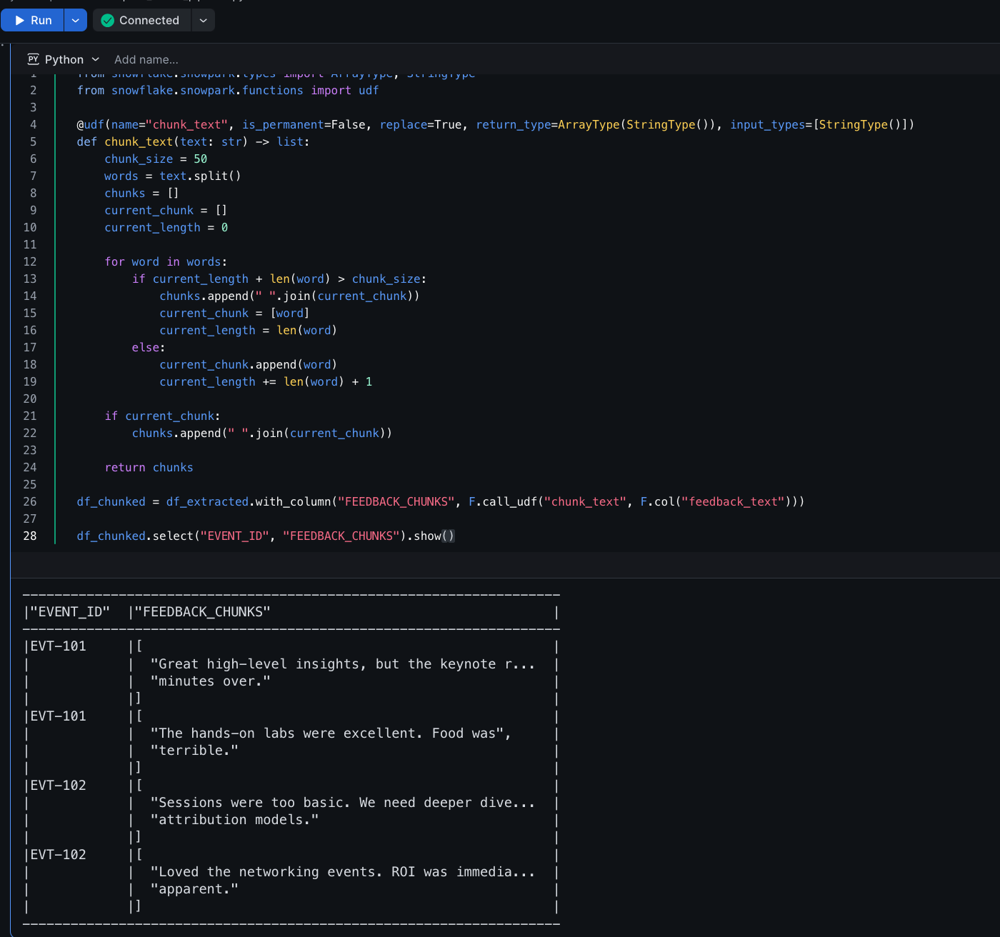 Run
Connected
PY Python
Add name...
1 from snowflake.snowpark.types import ArrayType, StringType
2 from snowflake.snowpark.functions import udf
3
4 @udf(name="chunk_text", is_permanent=False, replace=True, return_type=ArrayType(StringType()), input_types=[StringType()])
5 def chunk_text(text: str) -> list:
6     chunk_size = 50
7     words = text.split()
8     chunks = []
9     current_chunk = []
10     current_length = 0
11
12     for word in words:
13         if current_length + len(word) > chunk_size:
14             chunks.append(" ".join(current_chunk))
15             current_chunk = [word]
16             current_length = len(word)
17         else:
18             current_chunk.append(word)
19             current_length += len(word) + 1
20
21     if current_chunk:
22         chunks.append(" ".join(current_chunk))
23
24     return chunks
25
26 df_chunked = df_extracted.with_column("FEEDBACK_CHUNKS", F.call_udf("chunk_text", F.col("feedback_text")))
27
28 df_chunked.select("EVENT_ID", "FEEDBACK_CHUNKS").show()
--------------------------------------------------------------------
|"EVENT_ID"  |"FEEDBACK_CHUNKS"                                    |
--------------------------------------------------------------------
|EVT-101     |[                                                    |
|            |  "Great high-level insights, but the keynote r...  |
|            |  "minutes over."                                    |
|            |]                                                    |
|EVT-101     |[                                                    |
|            |  "The hands-on labs were excellent. Food was",     |
|            |  "terrible."                                        |
|            |]                                                    |
|EVT-102     |[                                                    |
|            |  "Sessions were too basic. We need deeper dive...  |
|            |  "attribution models."                              |
|            |]                                                    |
|EVT-102     |[                                                    |
|            |  "Loved the networking events. ROI was immedia...  |
|            |  "apparent."                                        |
|            |]                                                    |
--------------------------------------------------------------------